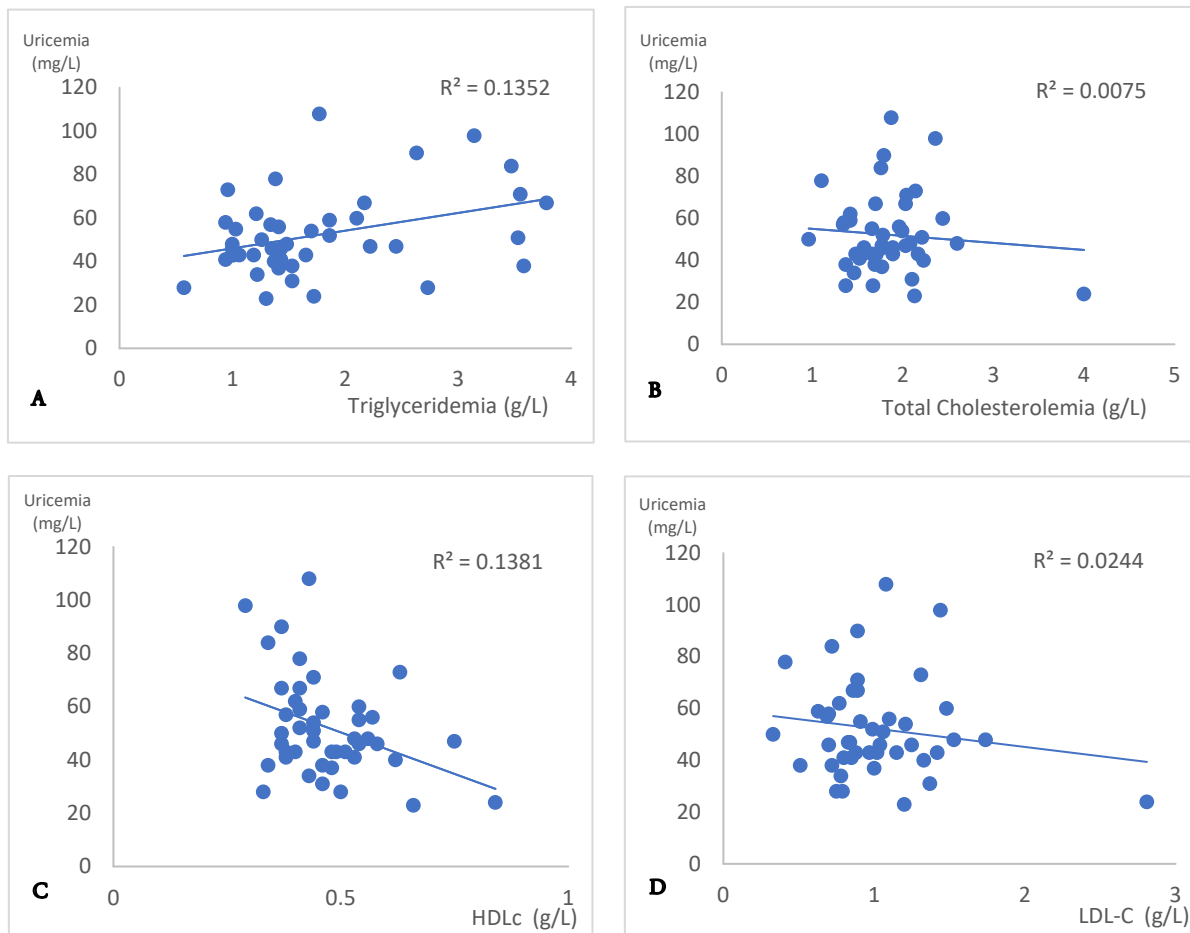 Uricemia
(mg/L)
R² = 0.1352
120
100
80
60
40
20
0
0 1 2 3 4
Triglyceridemia (g/L)
A
Uricemia
(mg/L)
R² = 0.0075
120
100
80
60
40
20
0
0 1 2 3 4 5
Total Cholesterolemia (g/L)
B
Uricemia
(mg/L)
R² = 0.1381
120
100
80
60
40
20
0
0 0.5 1
HDLc (g/L)
C
Uricemia
(mg/L)
R² = 0.0244
120
100
80
60
40
20
0
0 1 2 3
LDL-C (g/L)
D